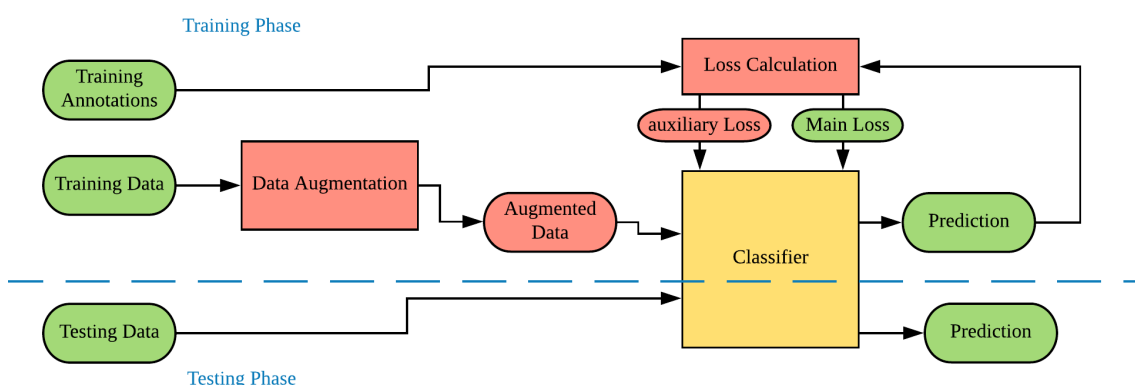 Training Phase
Training
Annotations
Loss Calculation
auxiliary Loss
Main Loss
Training Data
Data Augmentation
Augmented
Data
Classifier
Prediction
Testing Data
Prediction
Testing Phase